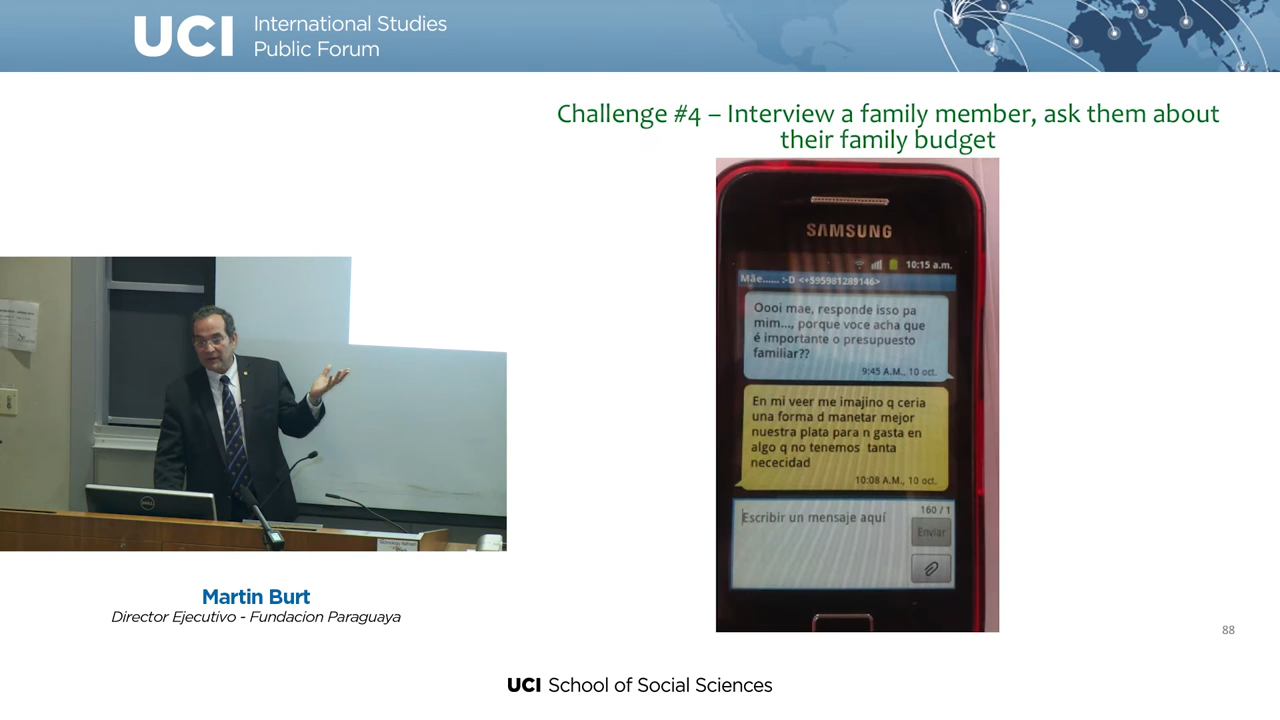 UCI
International Studies
Public Forum
Challenge #4 – Interview a family member, ask them about
their family budget
SAMSUNG
10:15 a.m.
Mãe...... :-D <+595981289146>
Oooi mae, responde isso pa
mim..., porque voce acha que
é importante o presupuesto
familiar??
9:45 A.M., 10 oct.
En mi veer me imajino q ceria
una forma d manetar mejor
nuestra plata para n gasta en
algo q no tenemos tanta
nececidad
10:08 A.M., 10 oct.
160 / 1
Escribir un mensaje aquí
Enviar
DELL
Martin Burt
Director Ejecutivo - Fundacion Paraguaya
88
UCI School of Social Sciences